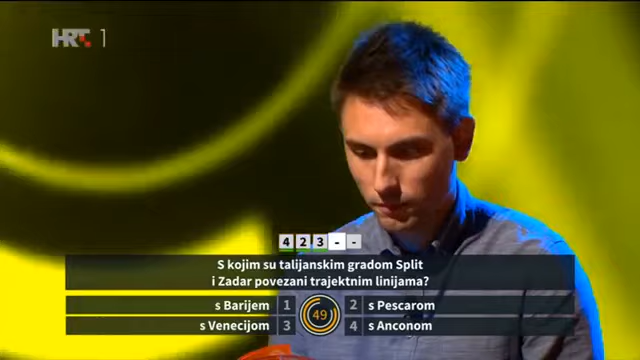 HRT 1
4 2 3 - -
S kojim su talijanskim gradom Split
i Zadar povezani trajektnim linijama?
s Barijem 1
2 s Pescarom
49
s Venecijom 3
4 s Anconom